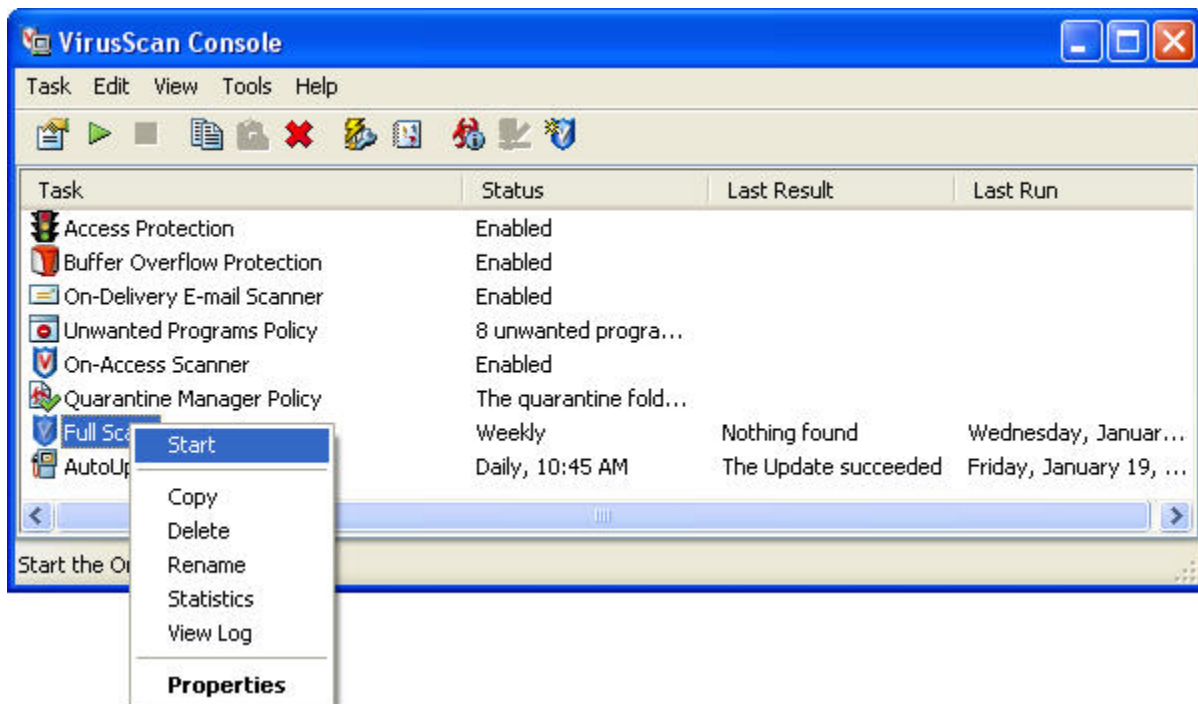 VirusScan Console
Task Edit View Tools Help
Task Status Last Result Last Run
Access Protection Enabled
Buffer Overflow Protection Enabled
On-Delivery E-mail Scanner Enabled
Unwanted Programs Policy 8 unwanted progra...
On-Access Scanner Enabled
Quarantine Manager Policy The quarantine fold...
Full Sca Weekly Nothing found Wednesday, Januar...
AutoUp Daily, 10:45 AM The Update succeeded Friday, January 19, ...
Start
Copy
Delete
Rename
Statistics
View Log
Properties
Start the O